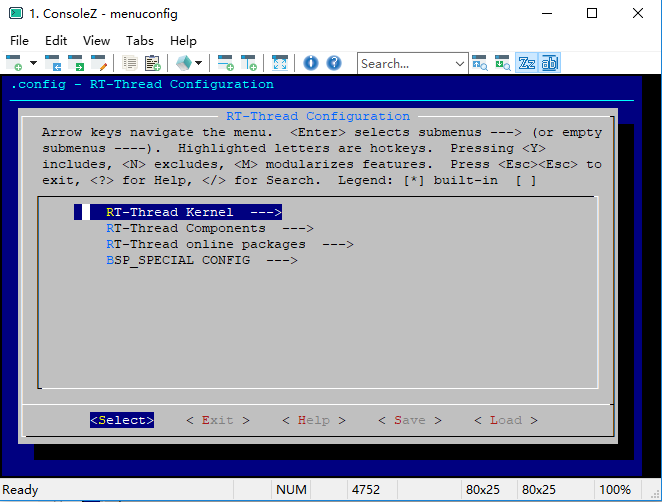 1. ConsoleZ - menuconfig
File Edit View Tabs Help
Search...
.config - RT-Thread Configuration
RT-Thread Configuration
Arrow keys navigate the menu. <Enter> selects submenus ---> (or empty
submenus ----). Highlighted letters are hotkeys. Pressing <Y>
includes, <N> excludes, <M> modularizes features. Press <Esc><Esc> to
exit, <?> for Help, </> for Search. Legend: [*] built-in [ ]
RT-Thread Kernel --->
RT-Thread Components --->
RT-Thread online packages --->
BSP_SPECIAL CONFIG --->
<Select> < Exit > < Help > < Save > < Load >
Ready NUM 4752 80x25 80x25 100%